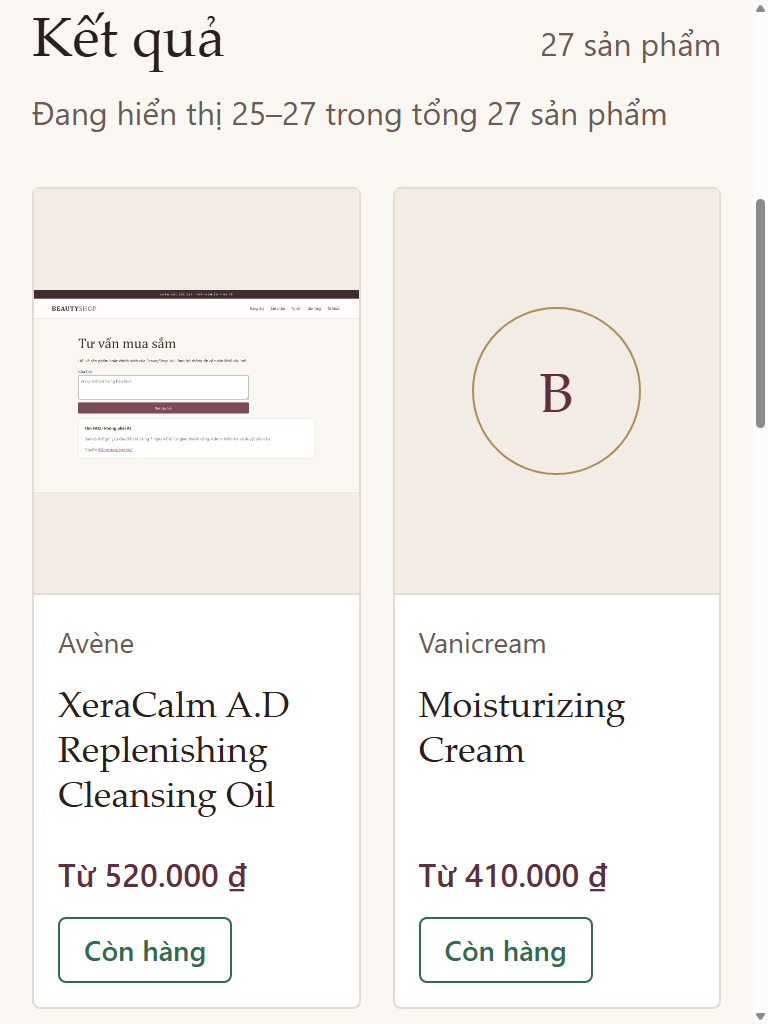 Kết quả
27 sản phẩm
Đang hiển thị 25–27 trong tổng 27 sản phẩm
BEAUTYSHOP
Tư vấn mua sắm
B
Avène
XeraCalm A.D
Replenishing
Cleansing Oil
Từ 520.000 ₫
Còn hàng
Vanicream
Moisturizing
Cream
Từ 410.000 ₫
Còn hàng